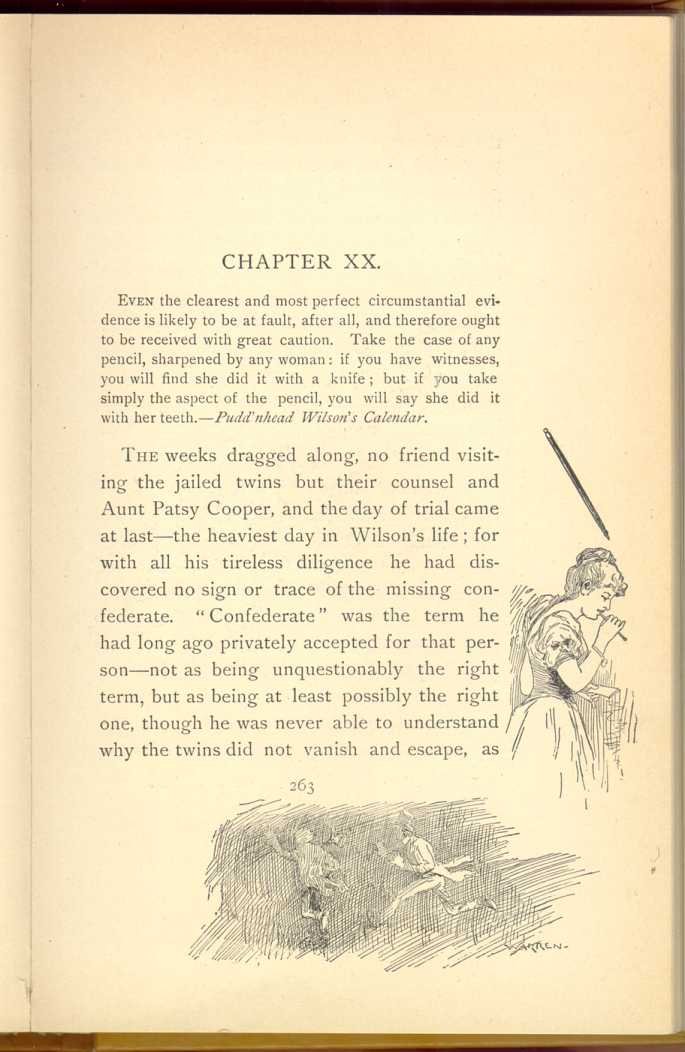 CHAPTER XX.
EVEN the clearest and most perfect circumstantial evi-
dence is likely to be at fault, after all, and therefore ought
to be received with great caution. Take the case of any
pencil, sharpened by any woman: if you have witnesses,
you will find she did it with a knife; but if you take
simply the aspect of the pencil, you will say she did it
with her teeth.—Pudd'nhead Wilson's Calendar.
THE weeks dragged along, no friend visit-
ing the jailed twins but their counsel and
Aunt Patsy Cooper, and the day of trial came
at last—the heaviest day in Wilson's life; for
with all his tireless diligence he had dis-
covered no sign or trace of the missing con-
federate. "Confederate" was the term he
had long ago privately accepted for that per-
son—not as being unquestionably the right
term, but as being at least possibly the right
one, though he was never able to understand
why the twins did not vanish and escape, as
263
WARREN-